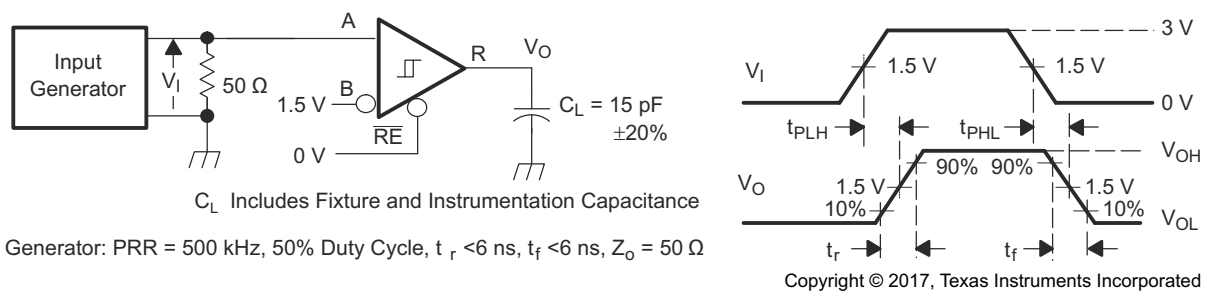 Input
Generator
V_I
50 Ω
A
B
1.5 V
R
V_O
R̅E̅
0 V
C_L = 15 pF
±20%
C_L Includes Fixture and Instrumentation Capacitance
Generator: PRR = 500 kHz, 50% Duty Cycle, t_r <6 ns, t_f <6 ns, Z_o = 50 Ω
3 V
V_I
1.5 V
1.5 V
0 V
t_PLH
t_PHL
V_OH
90%
90%
V_O
1.5 V
1.5 V
10%
10%
V_OL
t_r
t_f
Copyright © 2017, Texas Instruments Incorporated